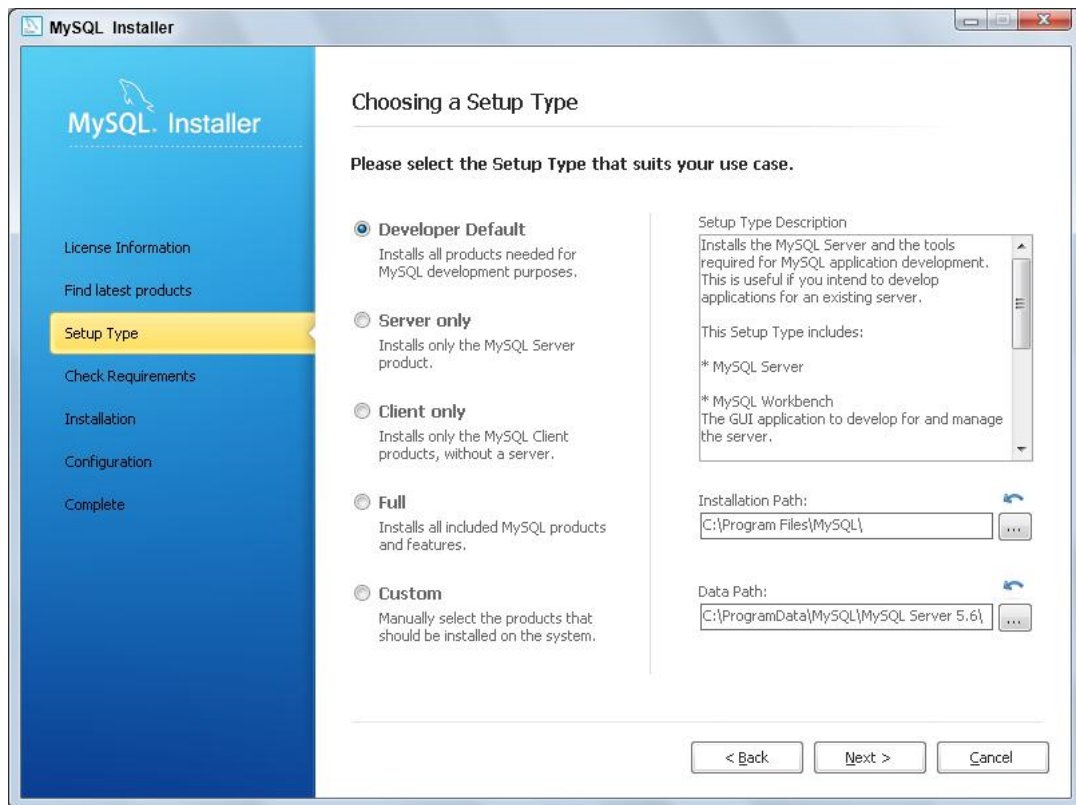 MySQL Installer
MySQL. Installer
License Information
Find latest products
Setup Type
Check Requirements
Installation
Configuration
Complete
Choosing a Setup Type
Please select the Setup Type that suits your use case.
Developer Default
Installs all products needed for
MySQL development purposes.
Server only
Installs only the MySQL Server
product.
Client only
Installs only the MySQL Client
products, without a server.
Full
Installs all included MySQL products
and features.
Custom
Manually select the products that
should be installed on the system.
Setup Type Description
Installs the MySQL Server and the tools
required for MySQL application development.
This is useful if you intend to develop
applications for an existing server.
This Setup Type includes:
* MySQL Server
* MySQL Workbench
The GUI application to develop for and manage
the server.
Installation Path:
C:\Program Files\MySQL\
...
Data Path:
C:\ProgramData\MySQL\MySQL Server 5.6\
...
< Back
Next >
Cancel